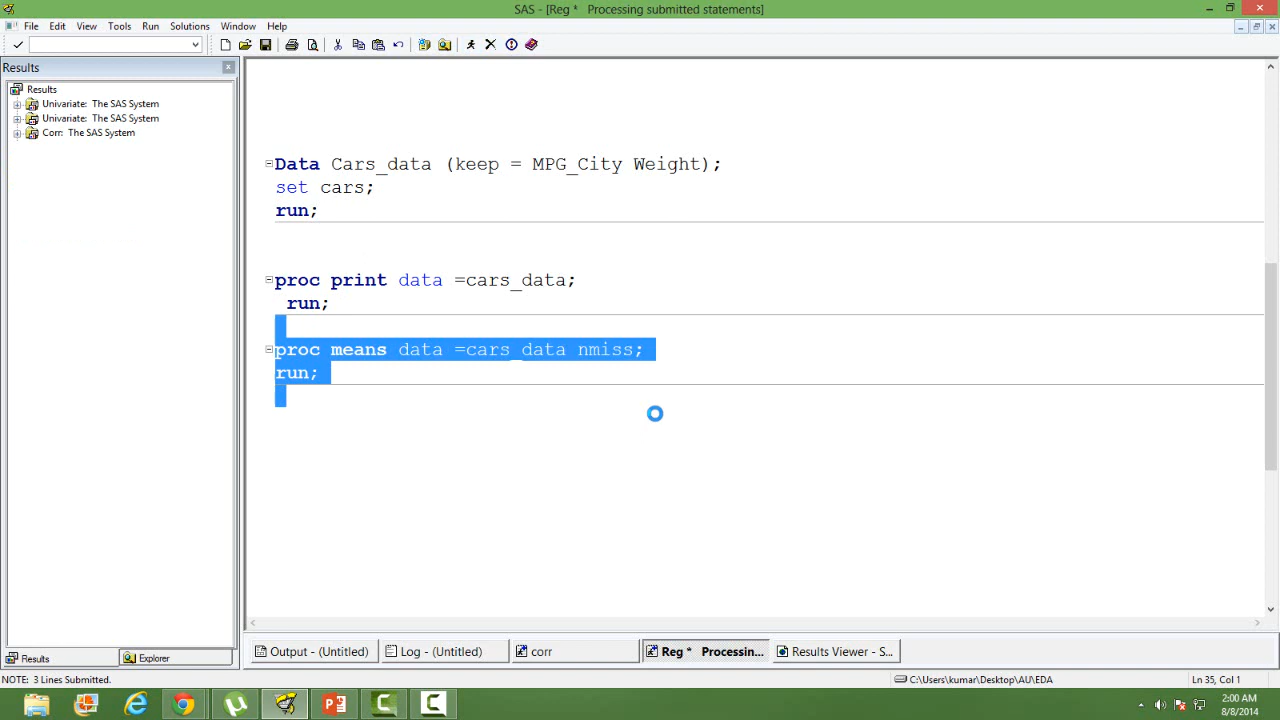 SAS - [Reg * Processing submitted statements]
File Edit View Tools Run Solutions Window Help
Results
Results
Univariate: The SAS System
Univariate: The SAS System
Corr: The SAS System
Data Cars_data (keep = MPG_City Weight);
set cars;
run;
proc print data =cars_data;
run;
proc means data =cars_data nmiss;
run;
Results Explorer
Output - (Untitled) Log - (Untitled) corr Reg * Processin... Results Viewer - S...
NOTE: 3 Lines Submitted. C:\Users\kumar\Desktop\AU\EDA Ln 35, Col 1
2:00 AM
8/8/2014